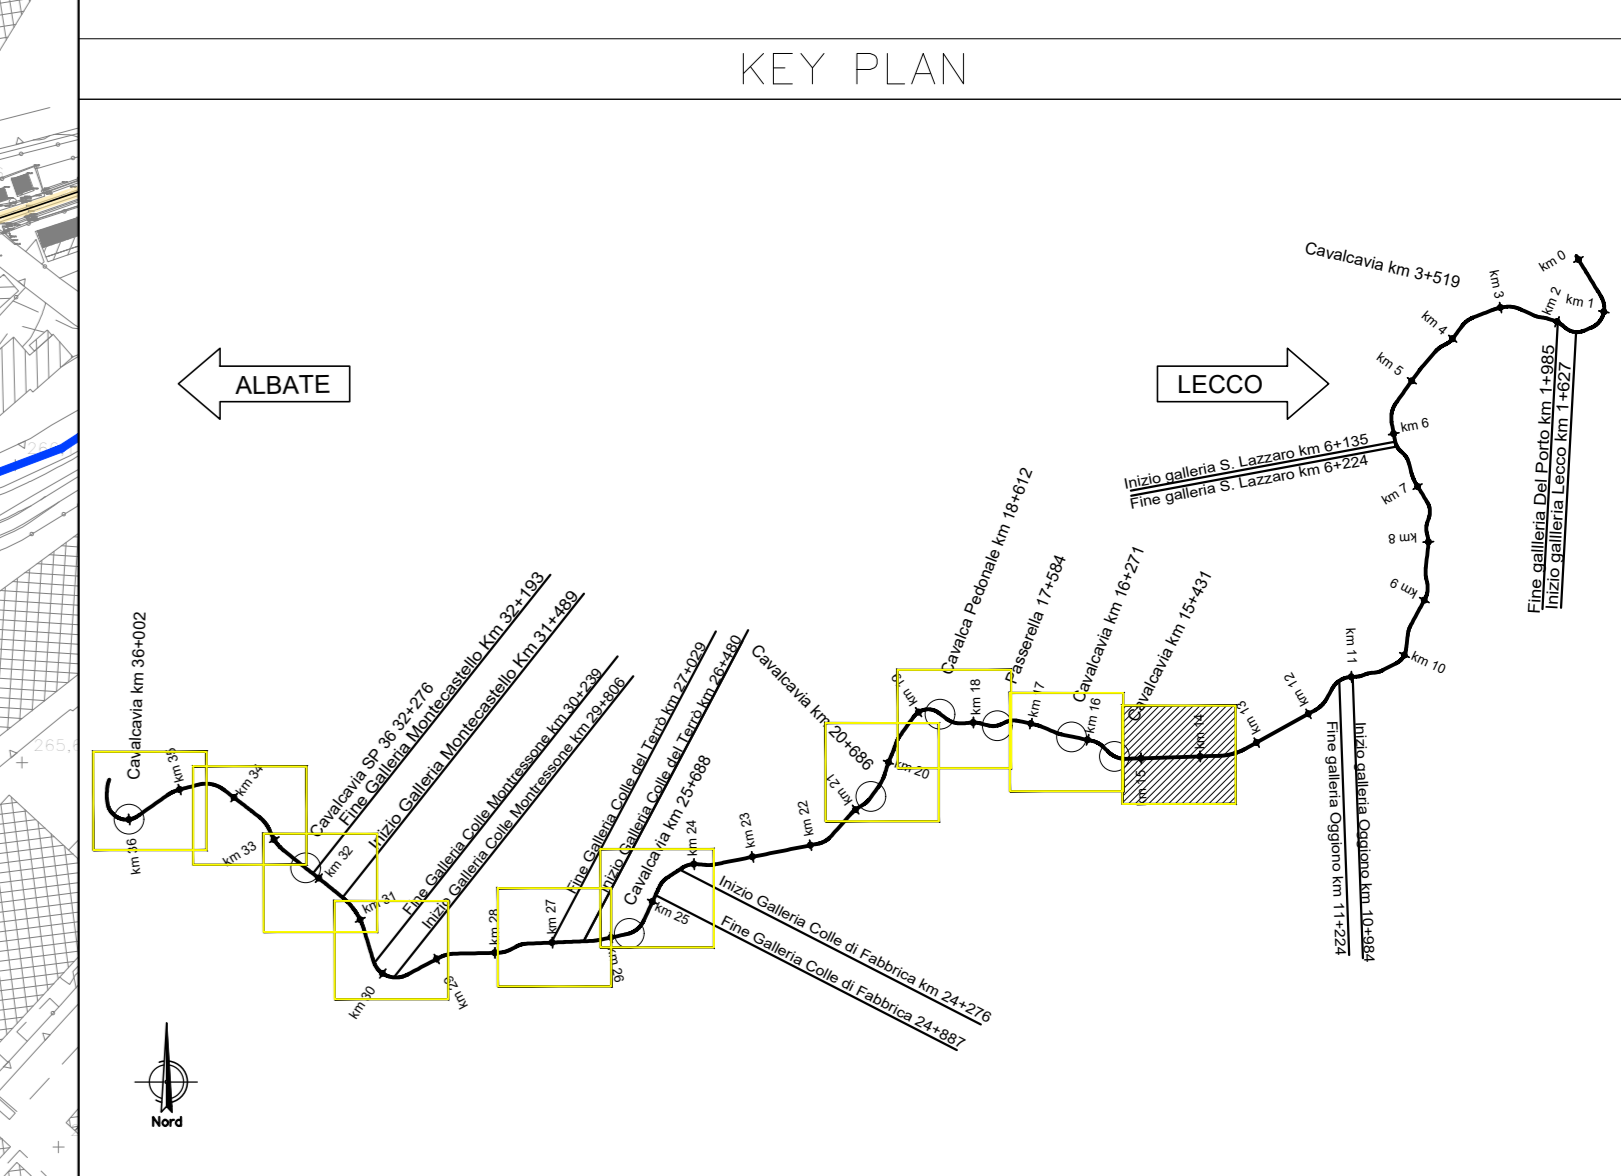 KEY PLAN
ALBATE
LECCO
Cavalcavia km 3+519
km 0
km 1
km 2
km 3
km 4
km 5
km 6
km 7
km 8
km 9
km 10
km 11
km 12
km 13
km 14
km 15
km 16
km 17
km 18
km 19
km 20
km 21
km 22
km 23
km 24
km 25
km 26
km 27
km 28
km 29
km 30
km 31
km 32
km 33
km 34
km 35
km 36
Fine gallleria Del Porto km 1+985
Inizio gallleria Lecco km 1+627
Inizio galleria S. Lazzaro km 6+135
Fine galleria S. Lazzaro km 6+224
Inizio galleria Oggiono km 10+984
Fine galleria Oggiono km 11+224
Cavalcavia km 15+431
Cavalcavia km 16+271
Passerella 17+584
Cavalca Pedonale km 18+612
Cavalcavia km 20+686
Inizio Galleria Colle di Fabbrica km 24+276
Fine Galleria Colle di Fabbrica 24+887
Cavalcavia km 25+688
Inizio Galleria Colle del Terrò km 26+480
Fine Galleria Colle del Terrò km 27+029
Inizio Galleria Colle Montressone km 29+806
Fine Galleria Colle Montressone km 30+239
Inizio Galleria Montecastello Km 31+489
Fine Galleria Montecastello Km 32+193
Cavalcavia SP 36 32+276
Cavalcavia km 36+002
Nord